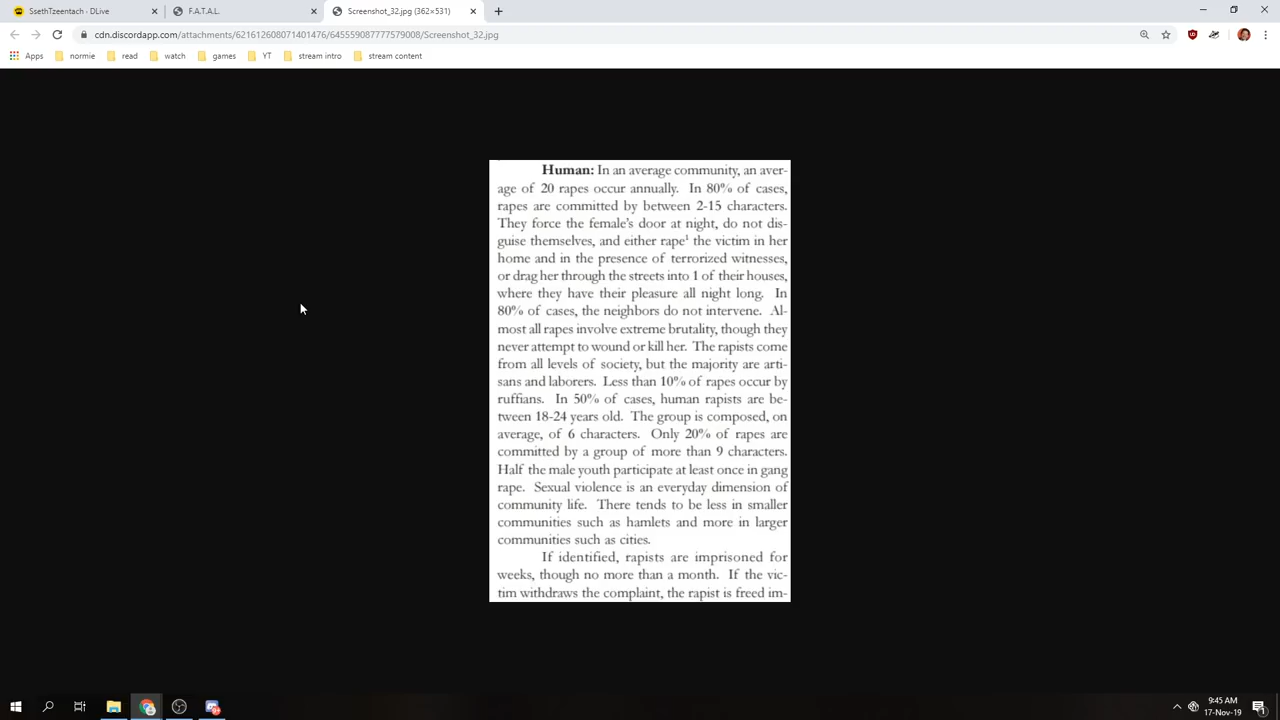 SsethTzeentach - DLive
F.A.T.A.L.
Screenshot_32.jpg (362×531)
cdn.discordapp.com/attachments/621612608071401476/645559087777579008/Screenshot_32.jpg
Apps normie read watch games YT stream intro stream content
Human: In an average community, an aver-
age of 20 rapes occur annually. In 80% of cases,
rapes are committed by between 2-15 characters.
They force the female's door at night, do not dis-
guise themselves, and either rape¹ the victim in her
home and in the presence of terrorized witnesses,
or drag her through the streets into 1 of their houses,
where they have their pleasure all night long. In
80% of cases, the neighbors do not intervene. Al-
most all rapes involve extreme brutality, though they
never attempt to wound or kill her. The rapists come
from all levels of society, but the majority are arti-
sans and laborers. Less than 10% of rapes occur by
ruffians. In 50% of cases, human rapists are be-
tween 18-24 years old. The group is composed, on
average, of 6 characters. Only 20% of rapes are
committed by a group of more than 9 characters.
Half the male youth participate at least once in gang
rape. Sexual violence is an everyday dimension of
community life. There tends to be less in smaller
communities such as hamlets and more in larger
communities such as cities.
If identified, rapists are imprisoned for
weeks, though no more than a month. If the vic-
tim withdraws the complaint, the rapist is freed im-
9:45 AM
17-Nov-19